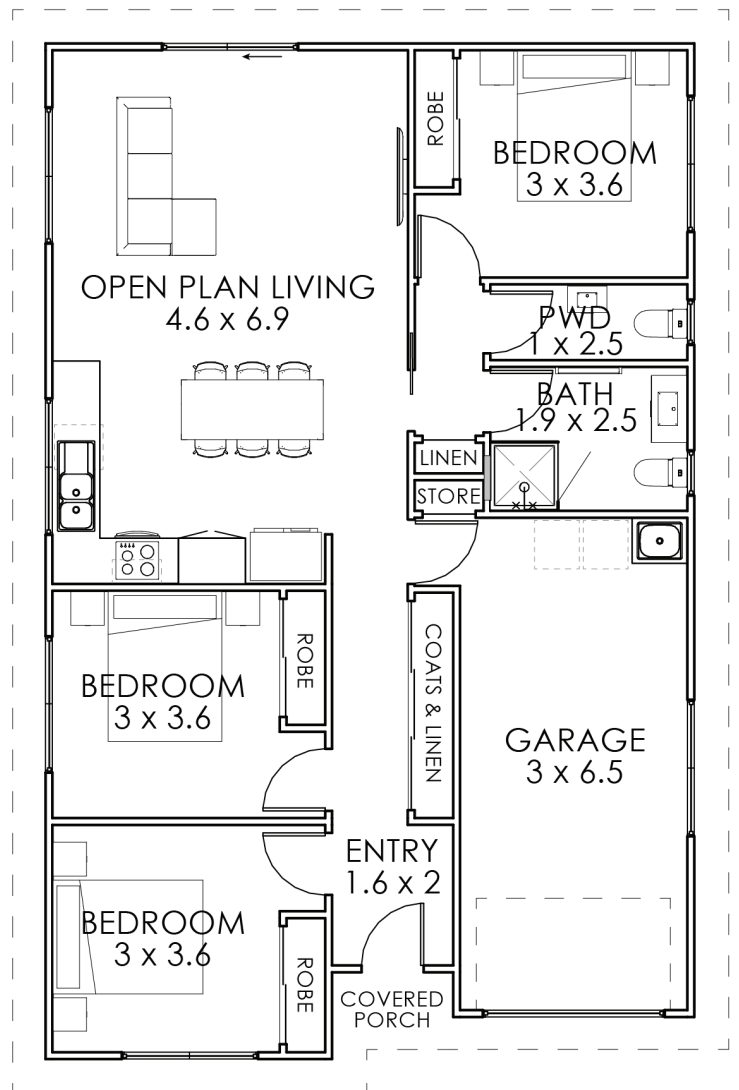 ROBE
BEDROOM
3 x 3.6
OPEN PLAN LIVING
4.6 x 6.9
PWD
1 x 2.5
BATH
1.9 x 2.5
LINEN
STORE
BEDROOM
3 x 3.6
ROBE
COATS & LINEN
GARAGE
3 x 6.5
ENTRY
1.6 x 2
BEDROOM
3 x 3.6
ROBE
COVERED
PORCH